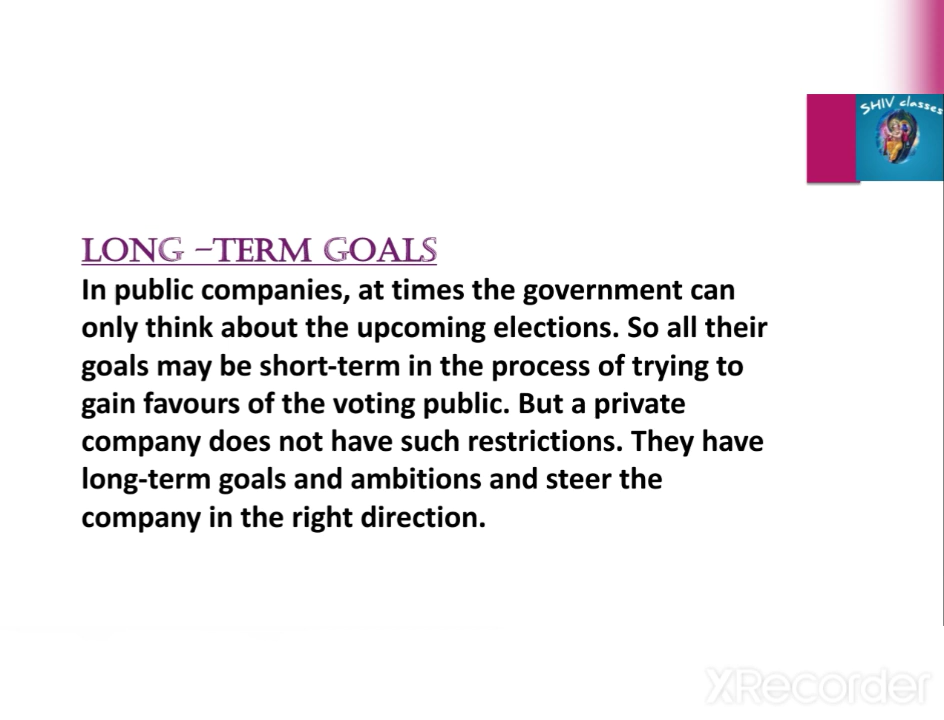 SHIV classes
LONG –TERM GOALS
In public companies, at times the government can
only think about the upcoming elections. So all their
goals may be short-term in the process of trying to
gain favours of the voting public. But a private
company does not have such restrictions. They have
long-term goals and ambitions and steer the
company in the right direction.
XRecorder